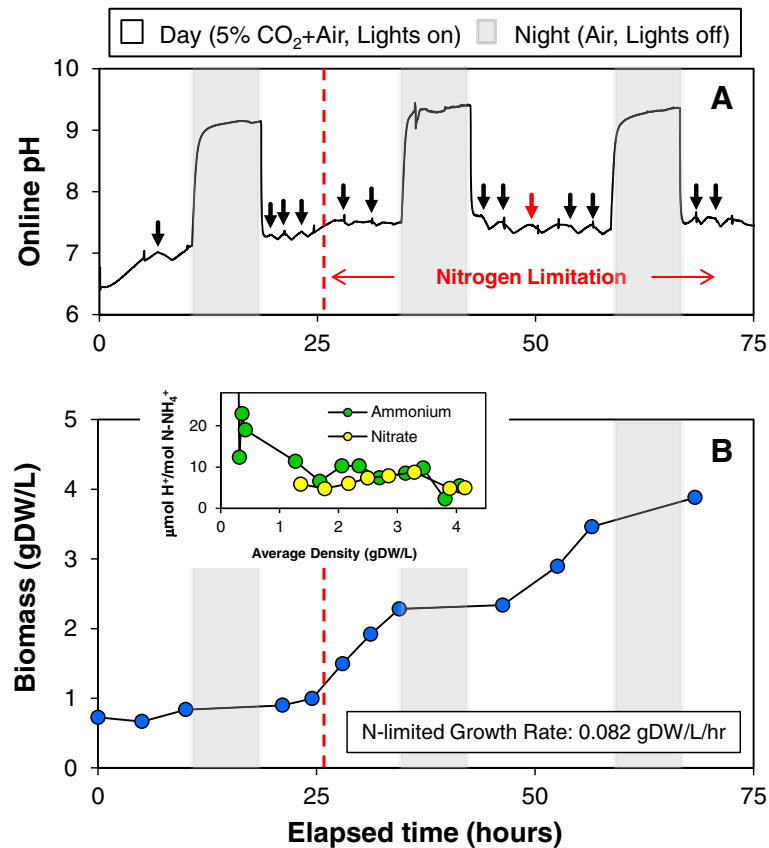 Day (5% CO₂+Air, Lights on) Night (Air, Lights off)
10
9
8
7
6
Online pH
A
Nitrogen Limitation
0 25 50 75
5
4
3
2
1
0
Biomass (gDW/L)
B
µmol H⁺/mol N-NH₄⁺
20
10
0
Ammonium
Nitrate
0 1 2 3 4
Average Density (gDW/L)
N-limited Growth Rate: 0.082 gDW/L/hr
0 25 50 75
Elapsed time (hours)